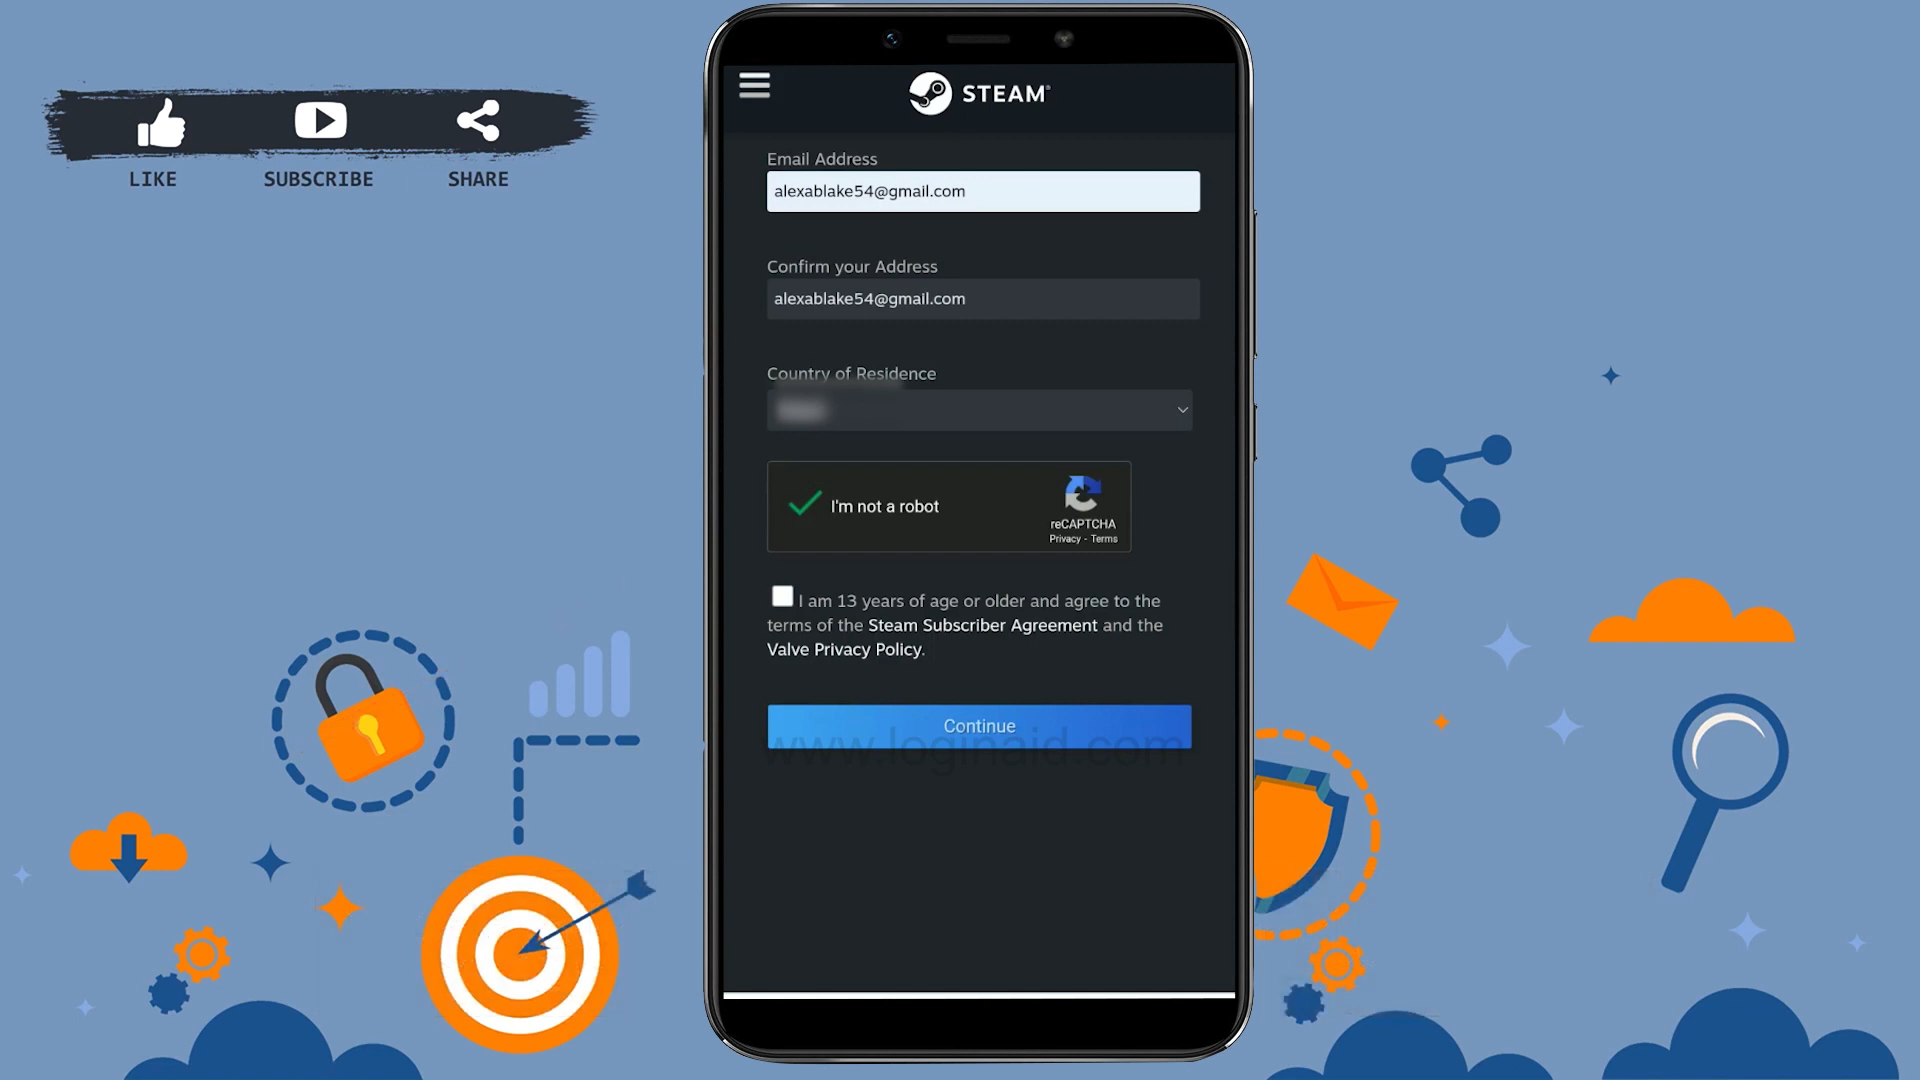 LIKE
SUBSCRIBE
SHARE
STEAM
Email Address
alexablake54@gmail.com
Confirm your Address
alexablake54@gmail.com
Country of Residence
I'm not a robot
reCAPTCHA
Privacy - Terms
I am 13 years of age or older and agree to the
terms of the Steam Subscriber Agreement and the
Valve Privacy Policy.
Continue
www.loginaid.com